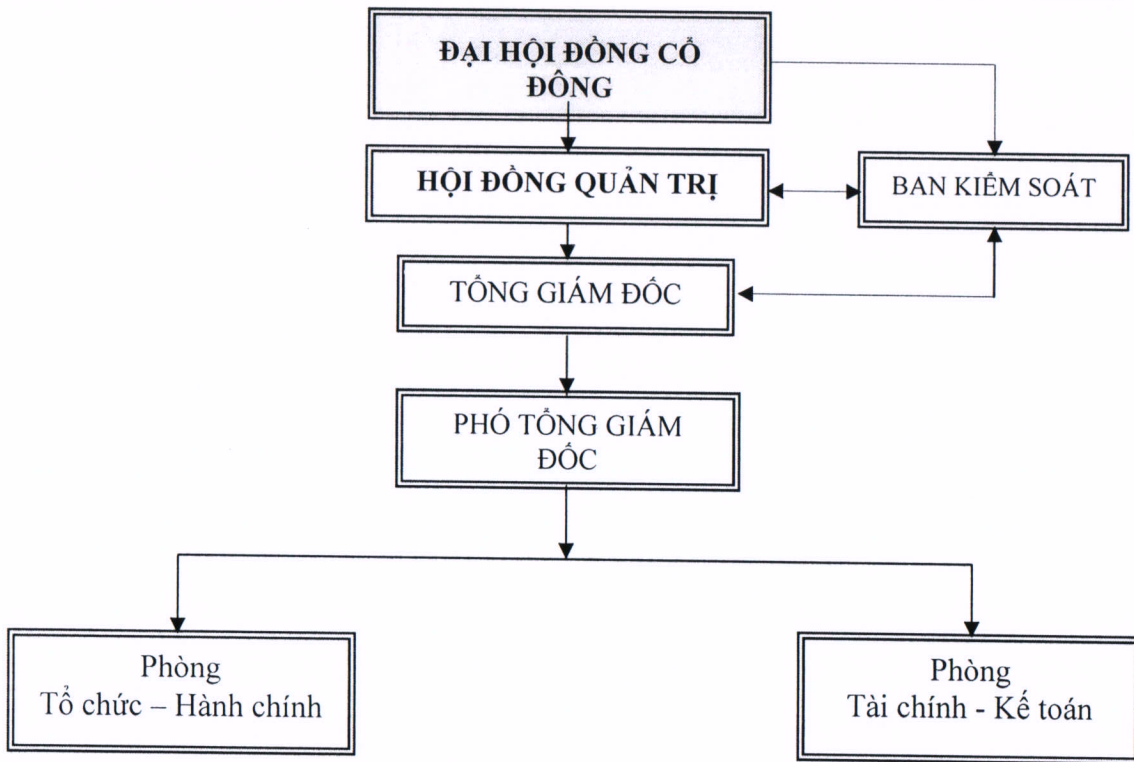 ĐẠI HỘI ĐỒNG CỔ
ĐÔNG
HỘI ĐỒNG QUẢN TRỊ
BAN KIỂM SOÁT
TỔNG GIÁM ĐỐC
PHÓ TỔNG GIÁM
ĐỐC
Phòng
Tổ chức – Hành chính
Phòng
Tài chính - Kế toán